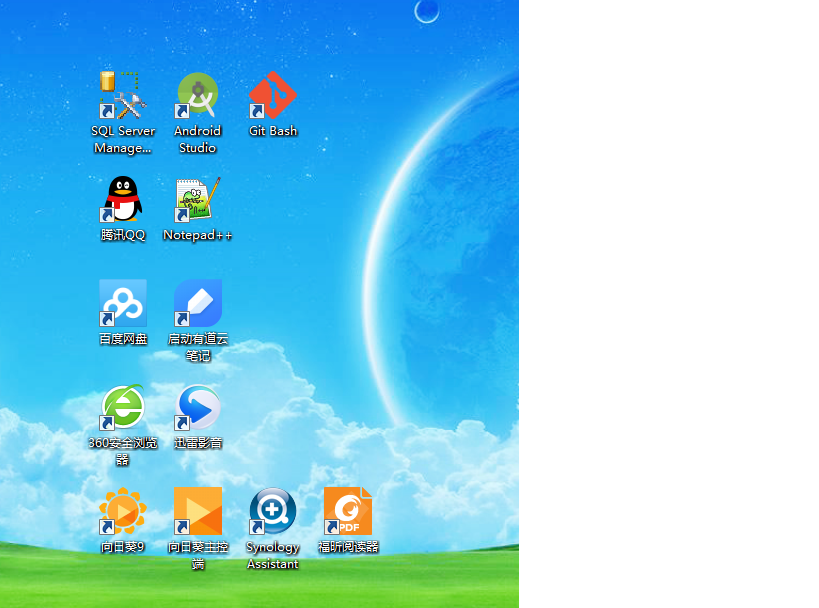 SQL Server
Manage...
Android
Studio
Git Bash
腾讯QQ
Notepad++
百度网盘
启动有道云
笔记
360安全浏览
器
迅雷影音
向日葵9
向日葵主控
端
Synology
Assistant
PDF
福昕阅读器